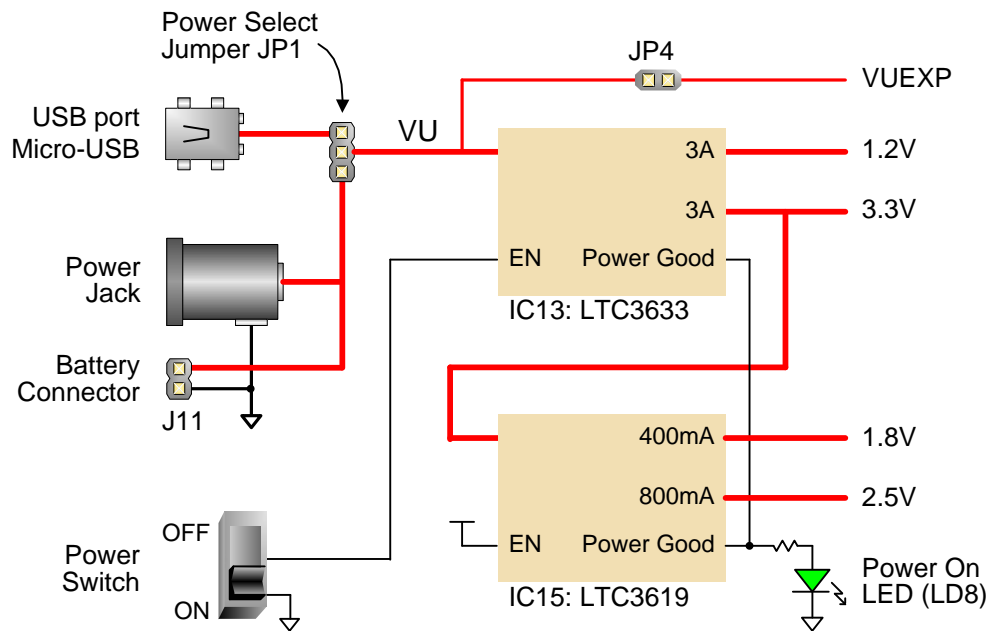 Power Select
Jumper JP1
JP4
VUEXP
USB port
Micro-USB
VU
3A
1.2V
3A
3.3V
EN
Power Good
IC13: LTC3633
Power
Jack
Battery
Connector
J11
400mA
1.8V
800mA
2.5V
EN
Power Good
IC15: LTC3619
OFF
Power
Switch
ON
Power On
LED (LD8)